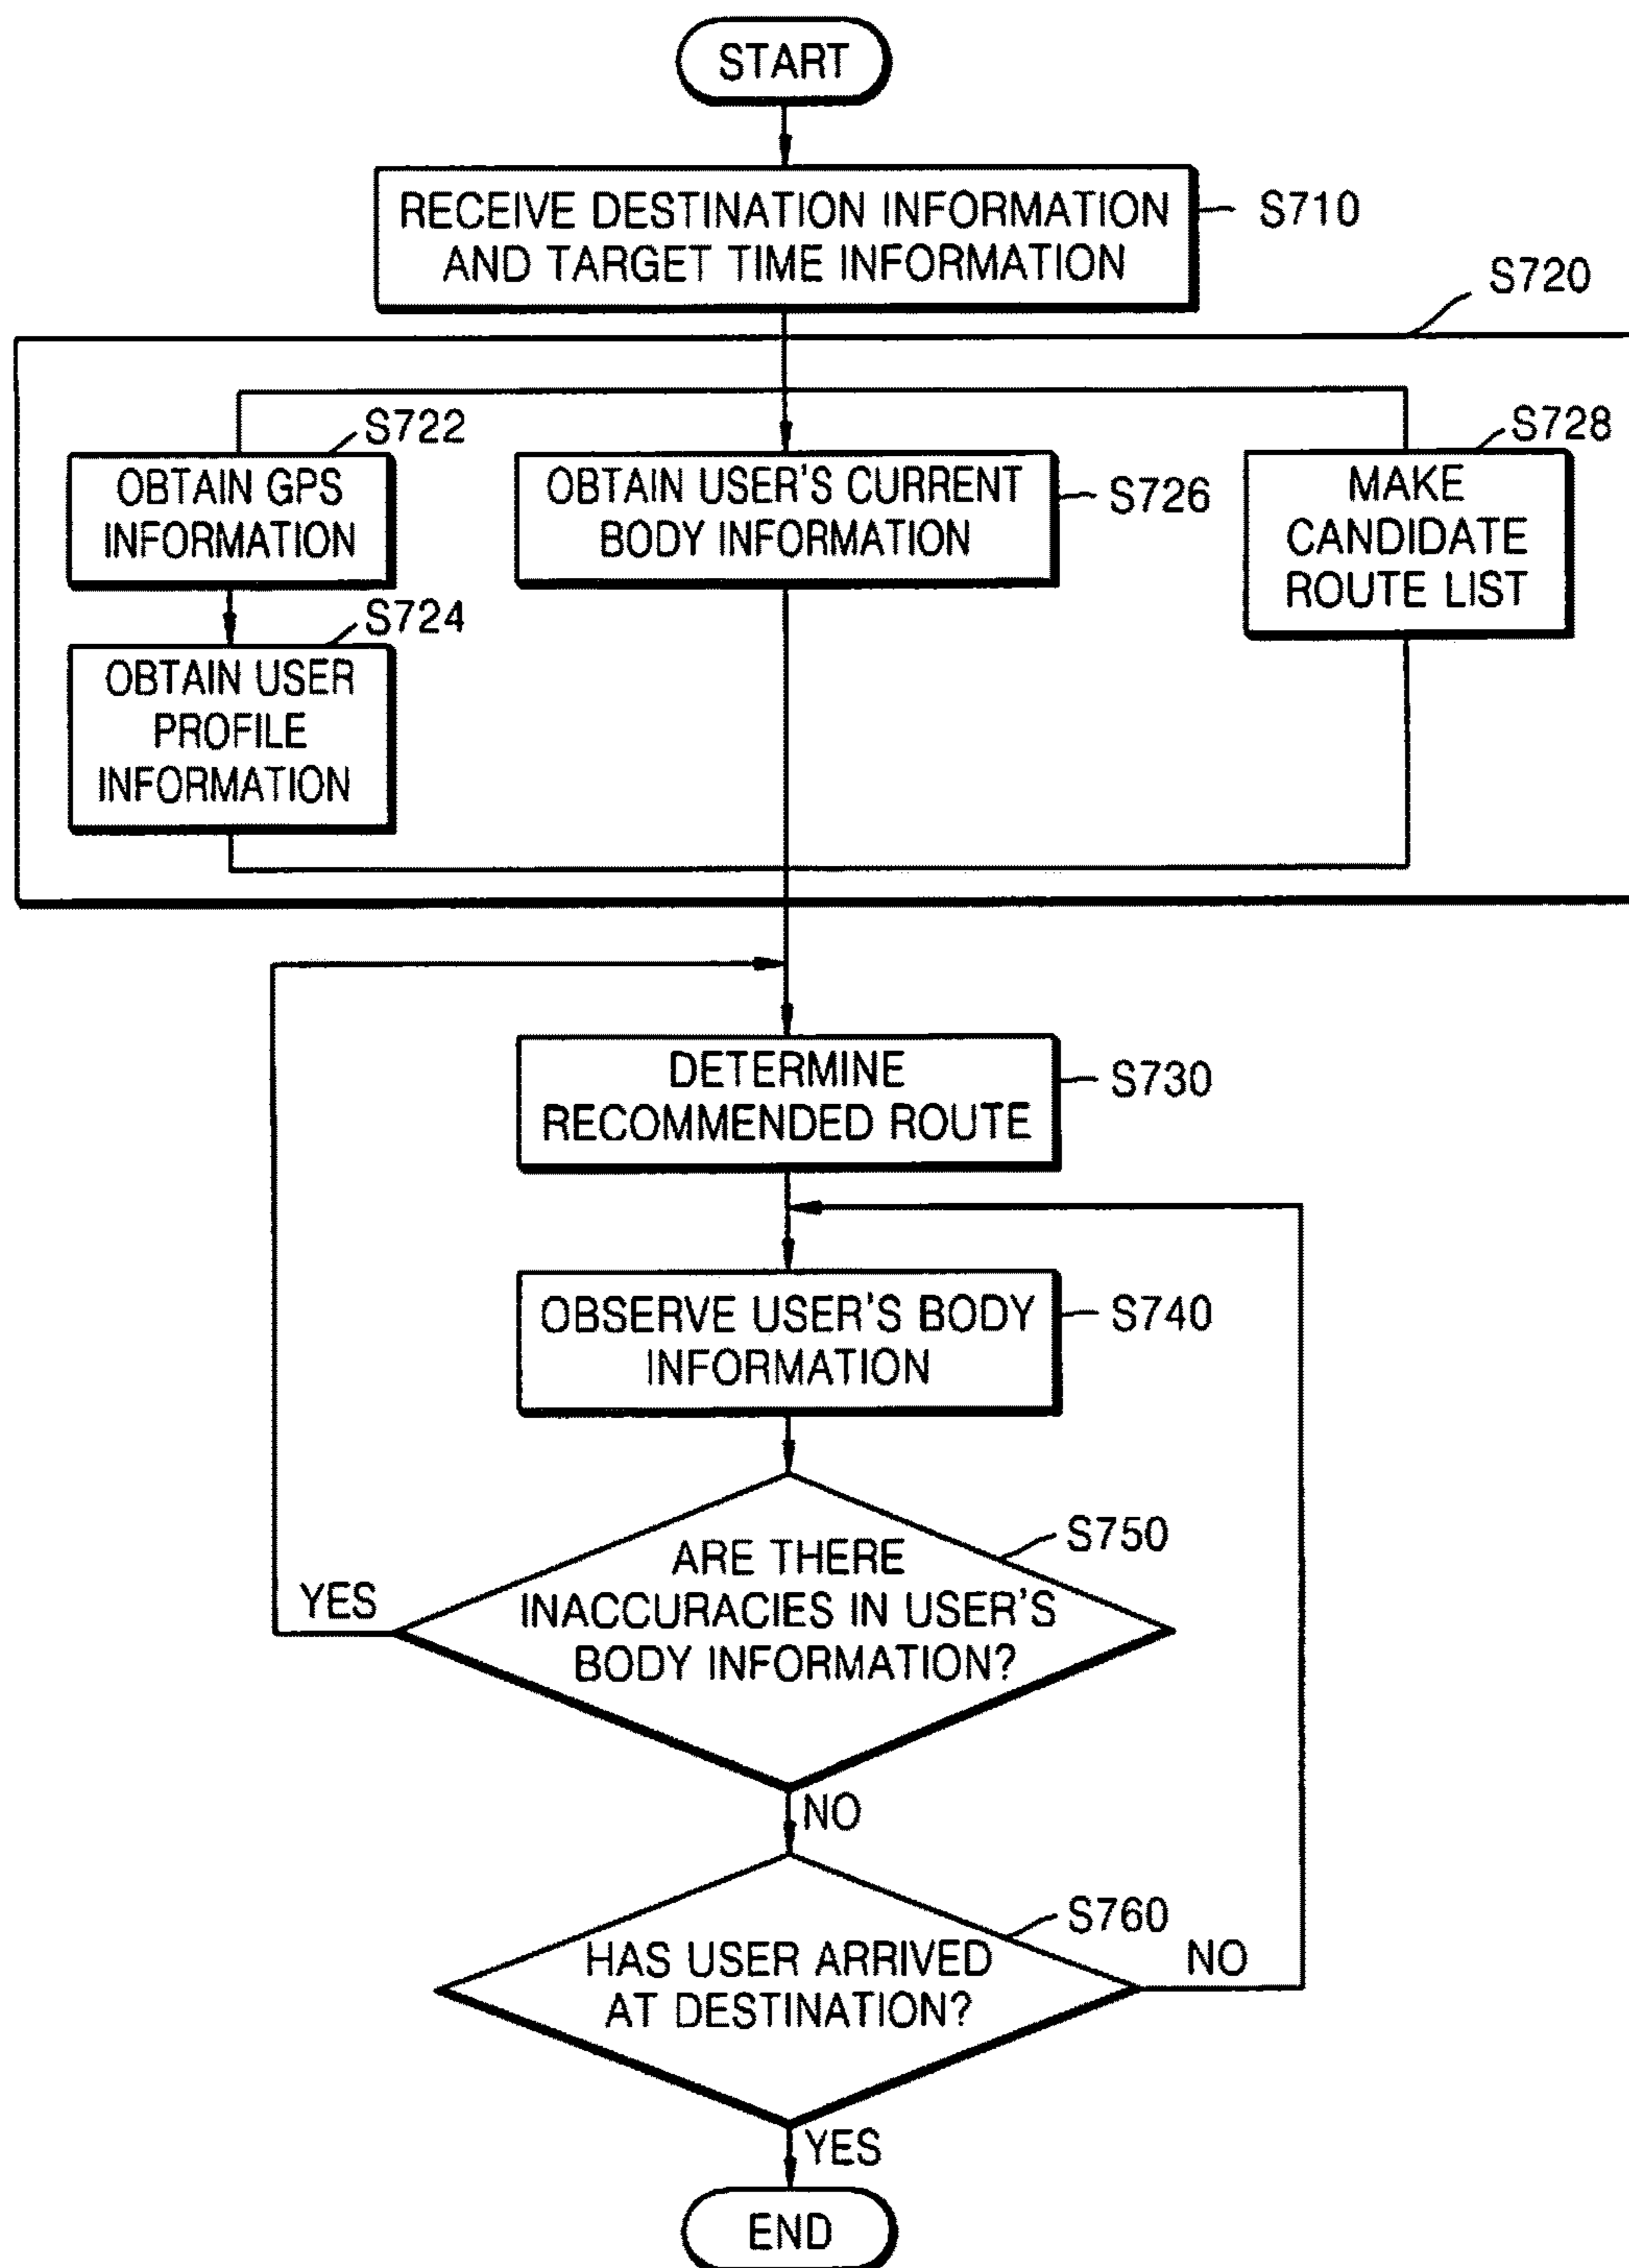 START
RECEIVE DESTINATION INFORMATION
AND TARGET TIME INFORMATION
S710
S720
S722
OBTAIN GPS
INFORMATION
S724
OBTAIN USER
PROFILE
INFORMATION
OBTAIN USER'S CURRENT
BODY INFORMATION
S726
S728
MAKE
CANDIDATE
ROUTE LIST
DETERMINE
RECOMMENDED ROUTE
S730
OBSERVE USER'S BODY
INFORMATION
S740
ARE THERE
INACCURACIES IN USER'S
BODY INFORMATION?
S750
YES
NO
HAS USER ARRIVED
AT DESTINATION?
S760
NO
YES
END